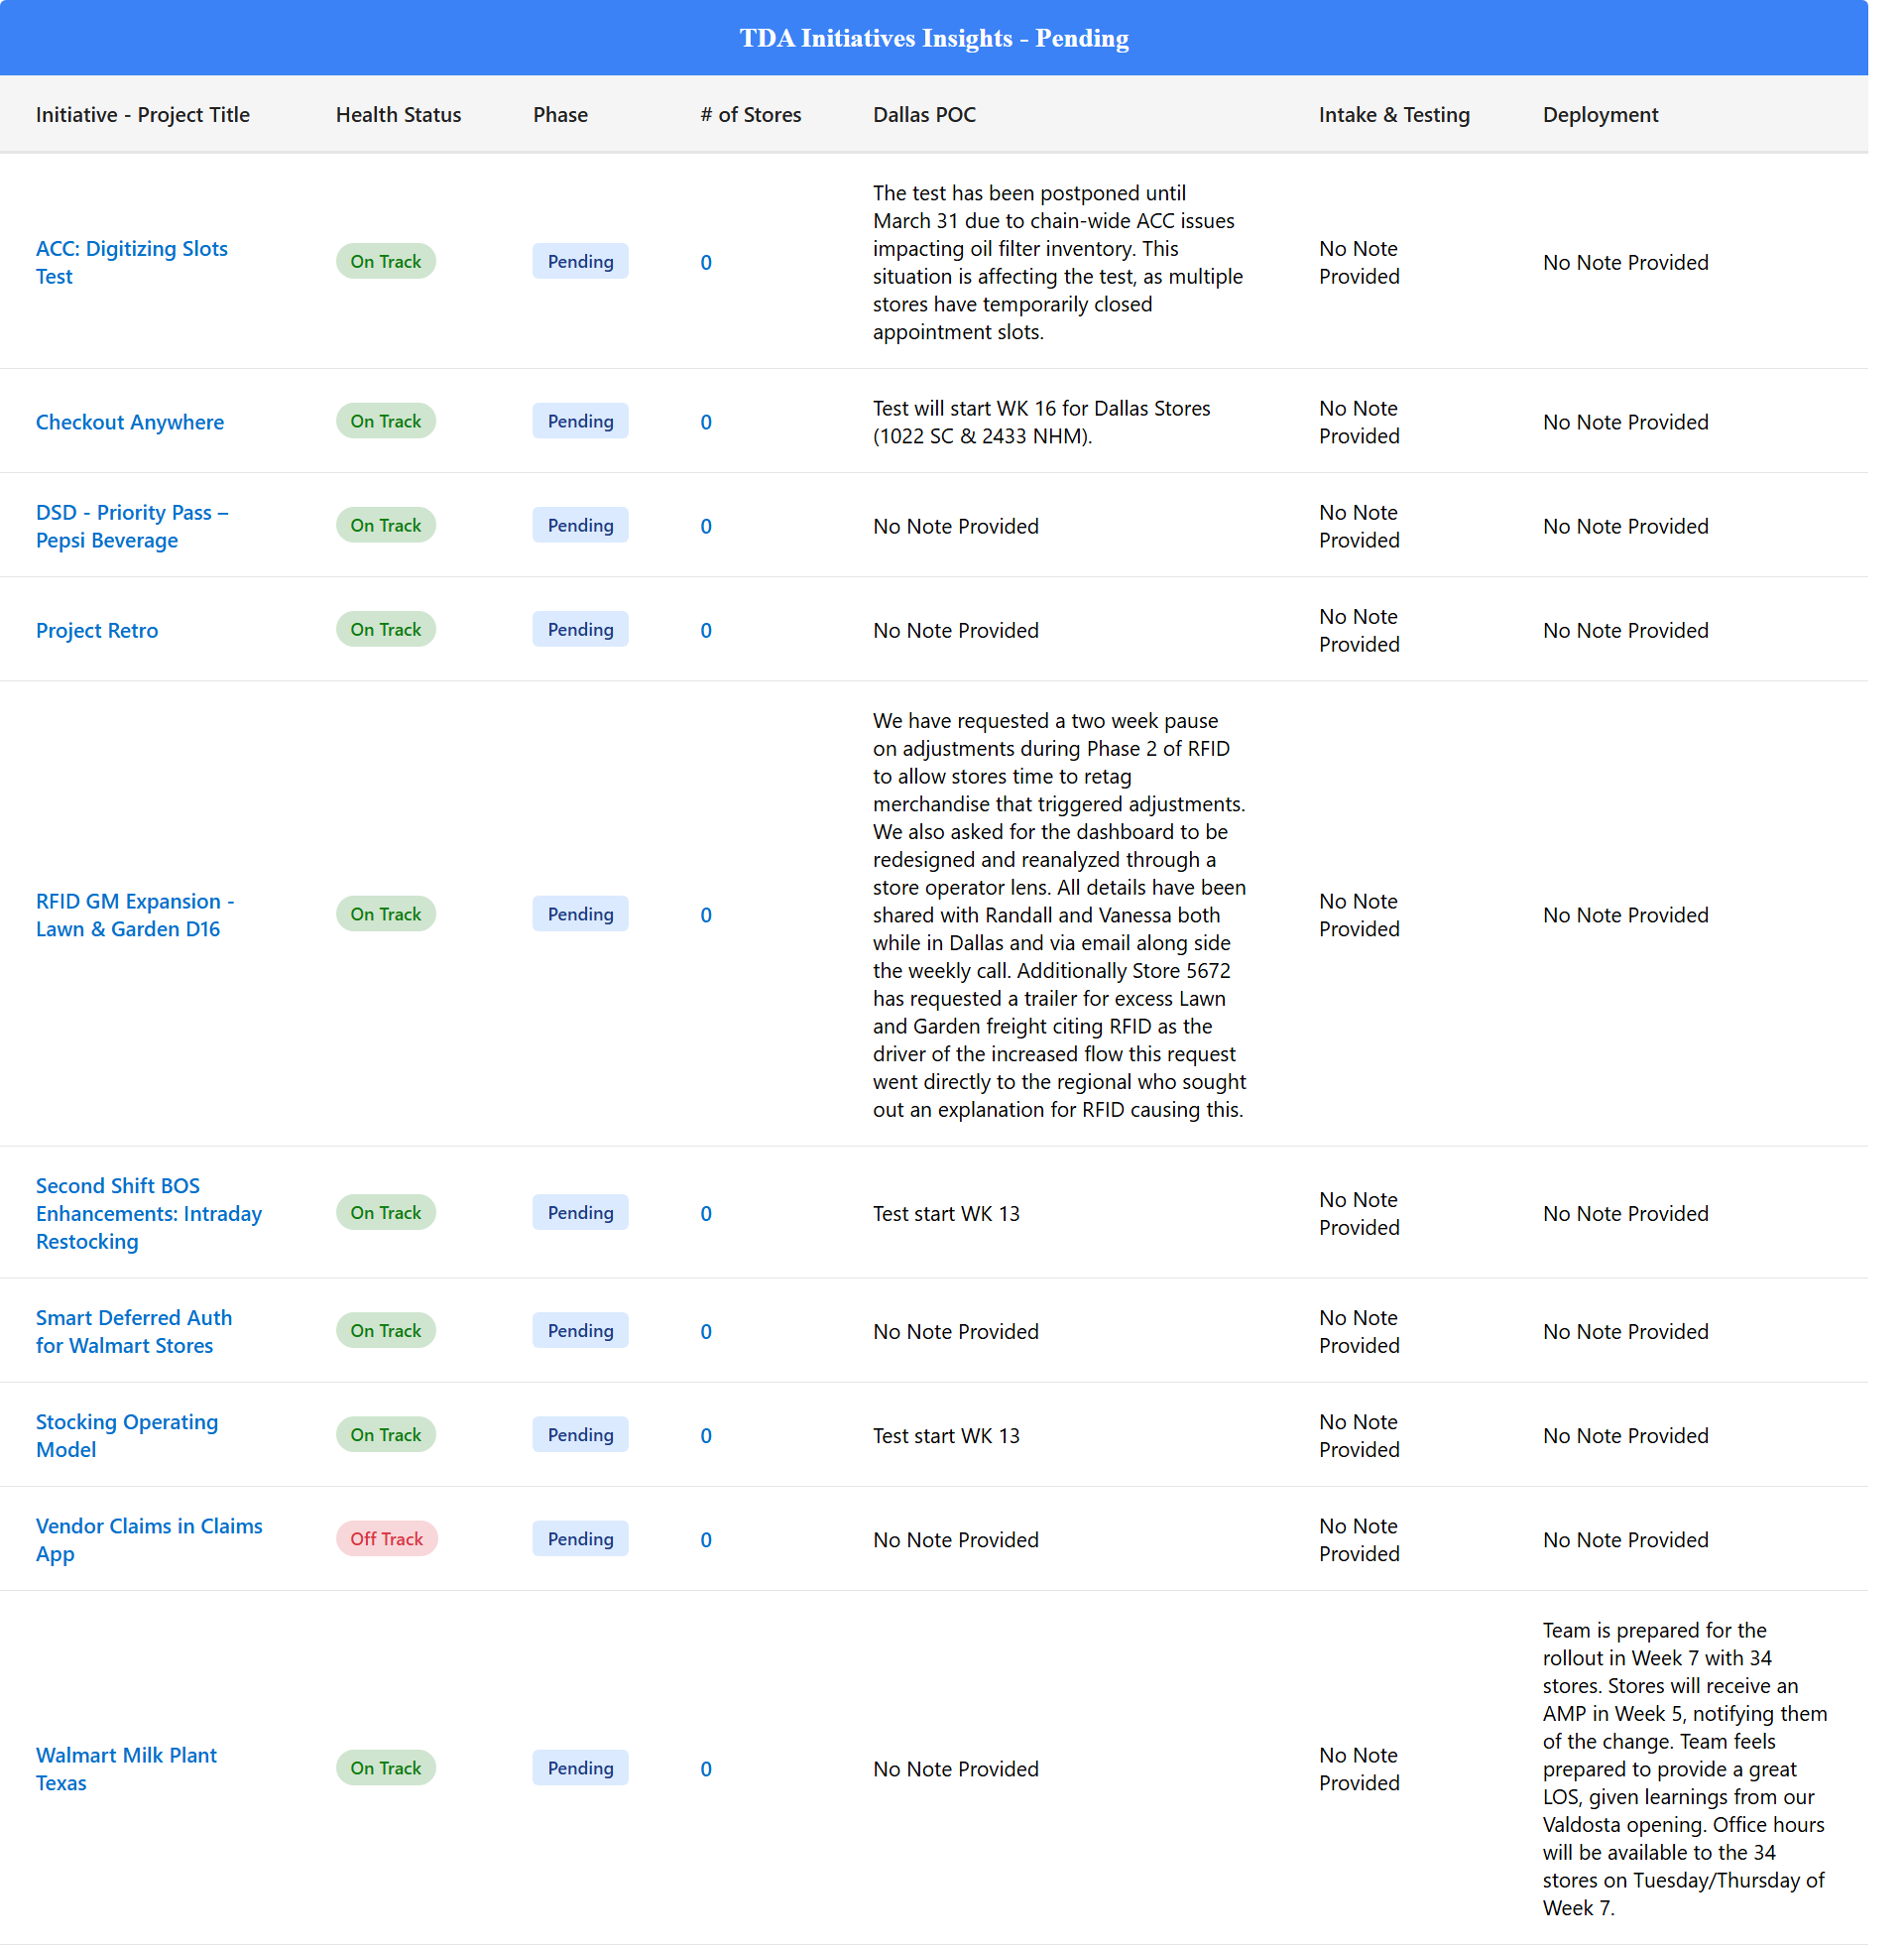 TDA Initiatives Insights - Pending
Initiative - Project Title
Health Status
Phase
# of Stores
Dallas POC
Intake & Testing
Deployment
ACC: Digitizing Slots
Test
On Track
Pending
0
The test has been postponed until
March 31 due to chain-wide ACC issues
impacting oil filter inventory. This
situation is affecting the test, as multiple
stores have temporarily closed
appointment slots.
No Note
Provided
No Note Provided
Checkout Anywhere
On Track
Pending
0
Test will start WK 16 for Dallas Stores
(1022 SC & 2433 NHM).
No Note
Provided
No Note Provided
DSD - Priority Pass –
Pepsi Beverage
On Track
Pending
0
No Note Provided
No Note
Provided
No Note Provided
Project Retro
On Track
Pending
0
No Note Provided
No Note
Provided
No Note Provided
RFID GM Expansion -
Lawn & Garden D16
On Track
Pending
0
We have requested a two week pause
on adjustments during Phase 2 of RFID
to allow stores time to retag
merchandise that triggered adjustments.
We also asked for the dashboard to be
redesigned and reanalyzed through a
store operator lens. All details have been
shared with Randall and Vanessa both
while in Dallas and via email along side
the weekly call. Additionally Store 5672
has requested a trailer for excess Lawn
and Garden freight citing RFID as the
driver of the increased flow this request
went directly to the regional who sought
out an explanation for RFID causing this.
No Note
Provided
No Note Provided
Second Shift BOS
Enhancements: Intraday
Restocking
On Track
Pending
0
Test start WK 13
No Note
Provided
No Note Provided
Smart Deferred Auth
for Walmart Stores
On Track
Pending
0
No Note Provided
No Note
Provided
No Note Provided
Stocking Operating
Model
On Track
Pending
0
Test start WK 13
No Note
Provided
No Note Provided
Vendor Claims in Claims
App
Off Track
Pending
0
No Note Provided
No Note
Provided
No Note Provided
Walmart Milk Plant
Texas
On Track
Pending
0
No Note Provided
No Note
Provided
Team is prepared for the
rollout in Week 7 with 34
stores. Stores will receive an
AMP in Week 5, notifying them
of the change. Team feels
prepared to provide a great
LOS, given learnings from our
Valdosta opening. Office hours
will be available to the 34
stores on Tuesday/Thursday of
Week 7.